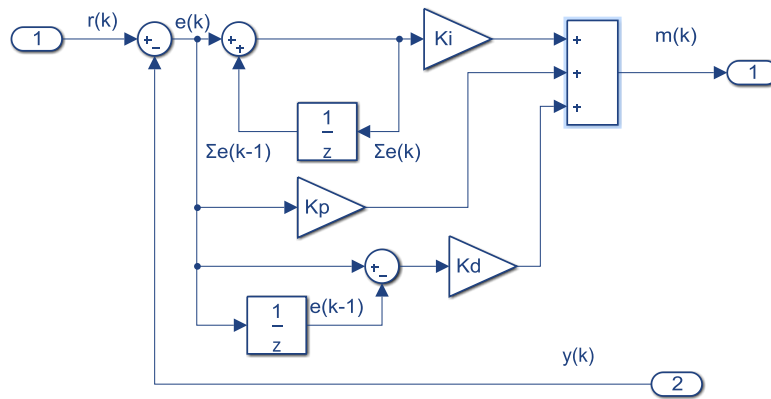 r(k)
e(k)
Ki
m(k)
1
+
-
+
+
+
+
+
1
1
z
Σe(k-1)
Σe(k)
Kp
+
-
Kd
1
z
e(k-1)
y(k)
2